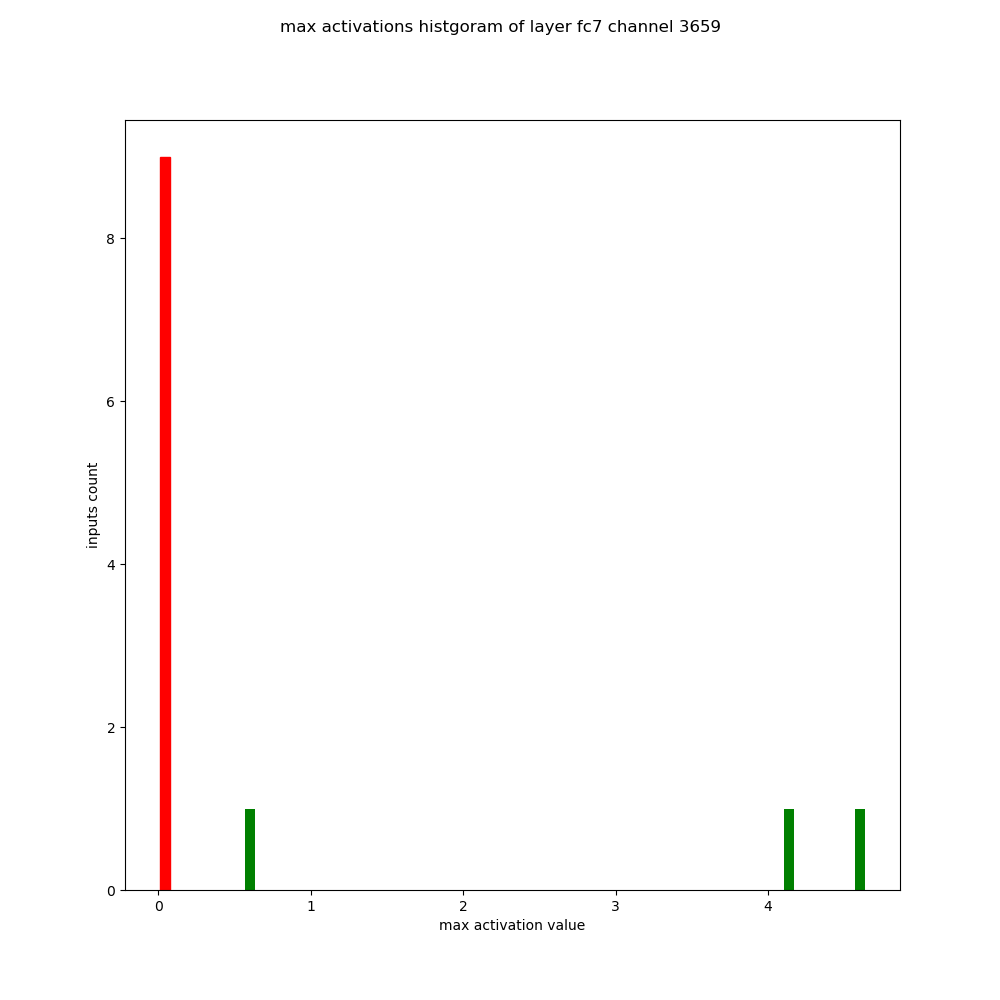 max activations histgoram of layer fc7 channel 3659
8
6
4
2
0
inputs count
0 1 2 3 4
max activation value